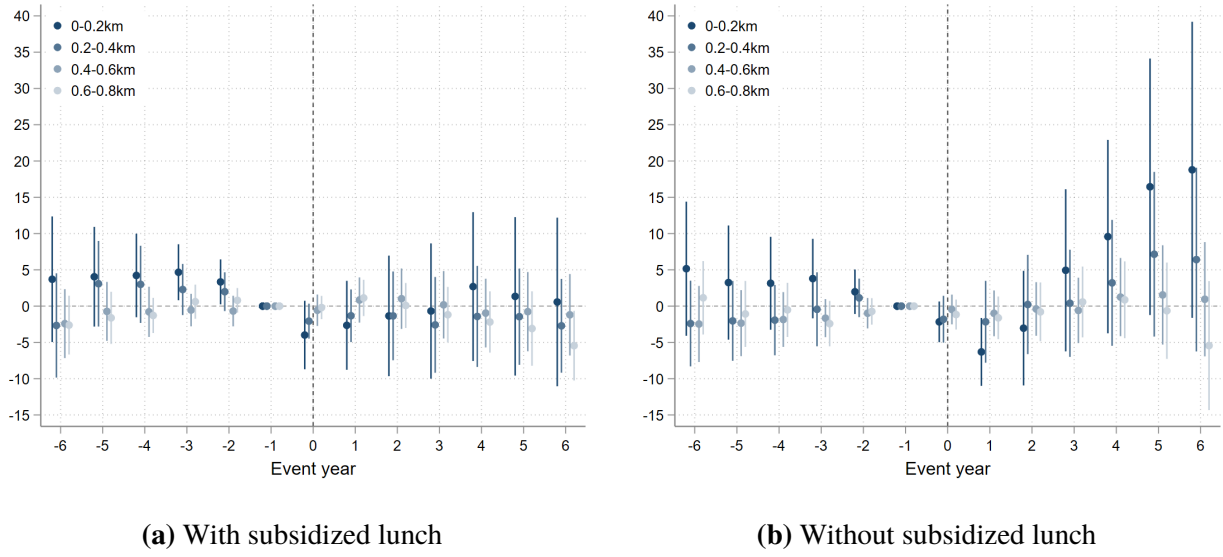 40
35
30
25
20
15
10
5
0
-5
-10
-15
0-0.2km
0.2-0.4km
0.4-0.6km
0.6-0.8km
-6 -5 -4 -3 -2 -1 0 1 2 3 4 5 6
Event year
(a) With subsidized lunch
40
35
30
25
20
15
10
5
0
-5
-10
-15
0-0.2km
0.2-0.4km
0.4-0.6km
0.6-0.8km
-6 -5 -4 -3 -2 -1 0 1 2 3 4 5 6
Event year
(b) Without subsidized lunch